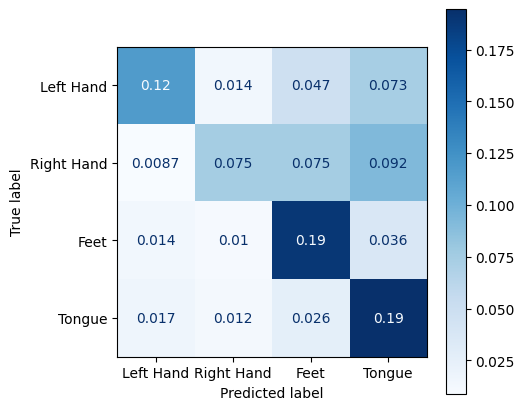 Left Hand 0.12 0.014 0.047 0.073
Right Hand 0.0087 0.075 0.075 0.092
Feet 0.014 0.01 0.19 0.036
Tongue 0.017 0.012 0.026 0.19
Left Hand Right Hand Feet Tongue
Predicted label
True label
0.175
0.150
0.125
0.100
0.075
0.050
0.025